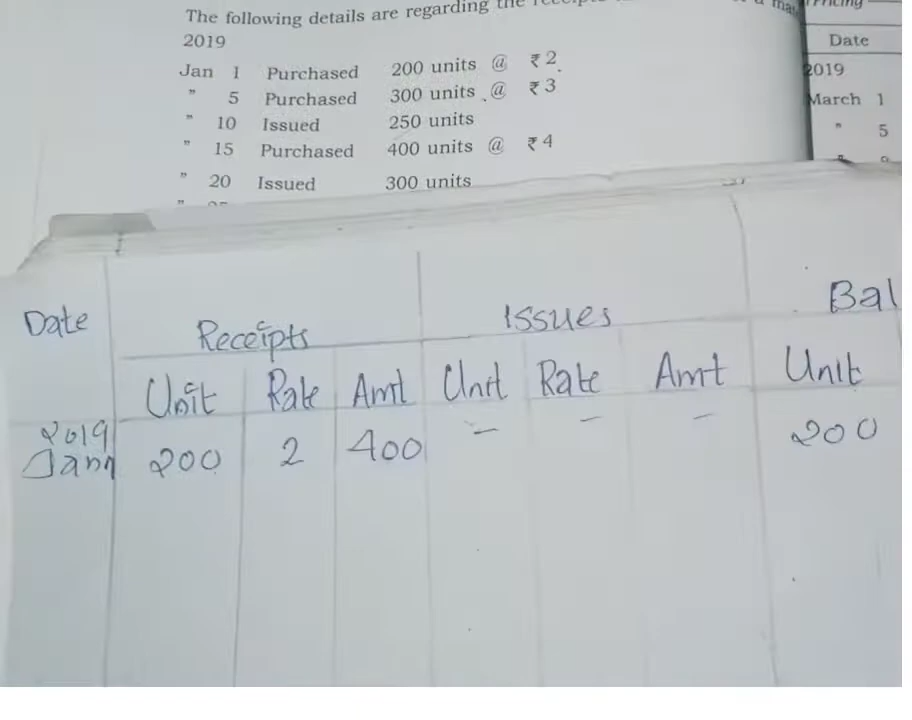 The following details are regarding the
2019
Jan 1 Purchased 200 units @ ₹ 2
" 5 Purchased 300 units @ ₹ 3
" 10 Issued 250 units
" 15 Purchased 400 units @ ₹ 4
" 20 Issued 300 units
"
Pricing
Date
2019
March 1
" 5
"
Date Receipts Issues Bal
Unit Rate Amt Unit Rate Amt Unit
2019
Jan 1 200 2 400 - - - 200